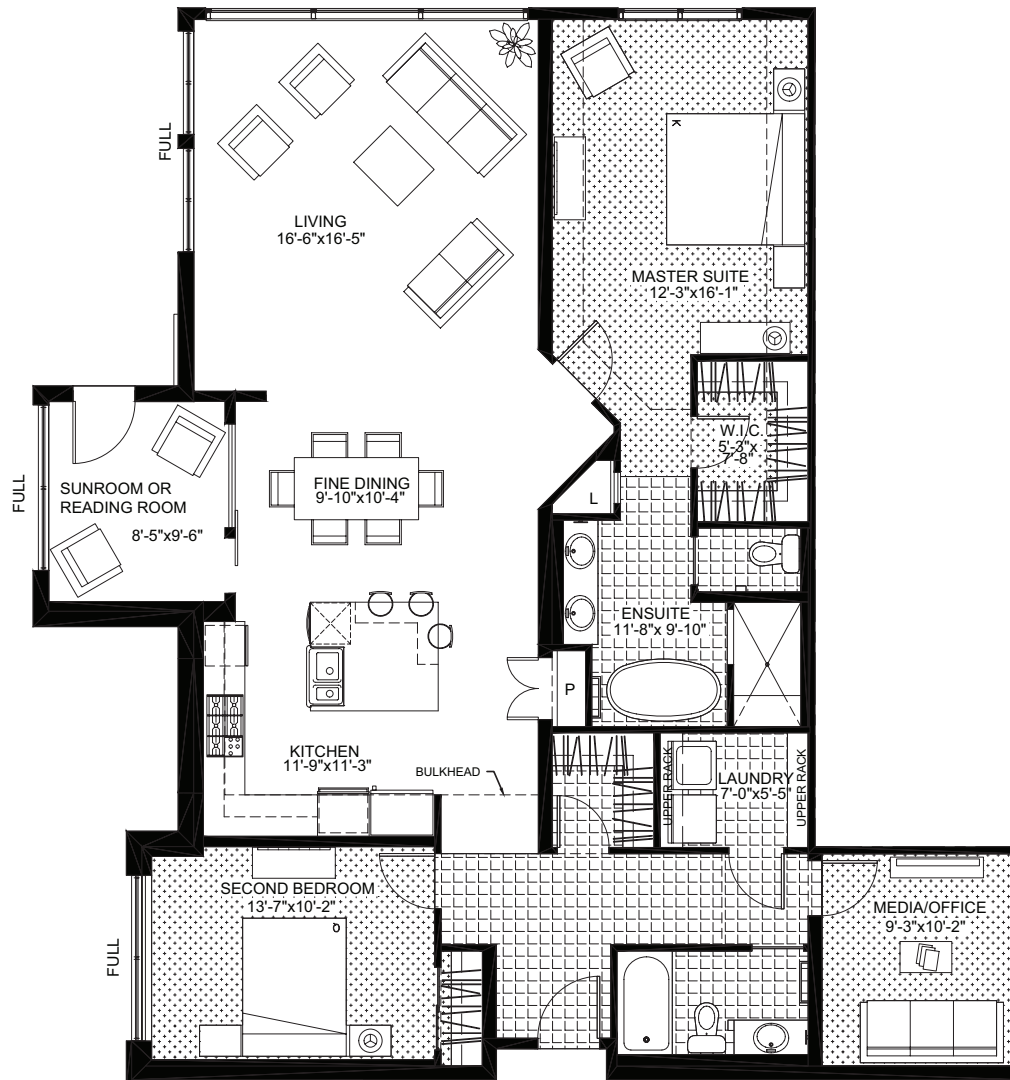 FULL
LIVING
16'-6"x16'-5"
K
MASTER SUITE
12'-3"x16'-1"
W.I.C.
5'-3"x
7'-8"
FULL
SUNROOM OR
READING ROOM
8'-5"x9'-6"
FINE DINING
9'-10"x10'-4"
L
ENSUITE
11'-8"x 9'-10"
P
KITCHEN
11'-9"x11'-3"
BULKHEAD
UPPER RACK
LAUNDRY
7'-0"x5'-5"
UPPER RACK
SECOND BEDROOM
13'-7"x10'-2"
Q
FULL
MEDIA/OFFICE
9'-3"x10'-2"